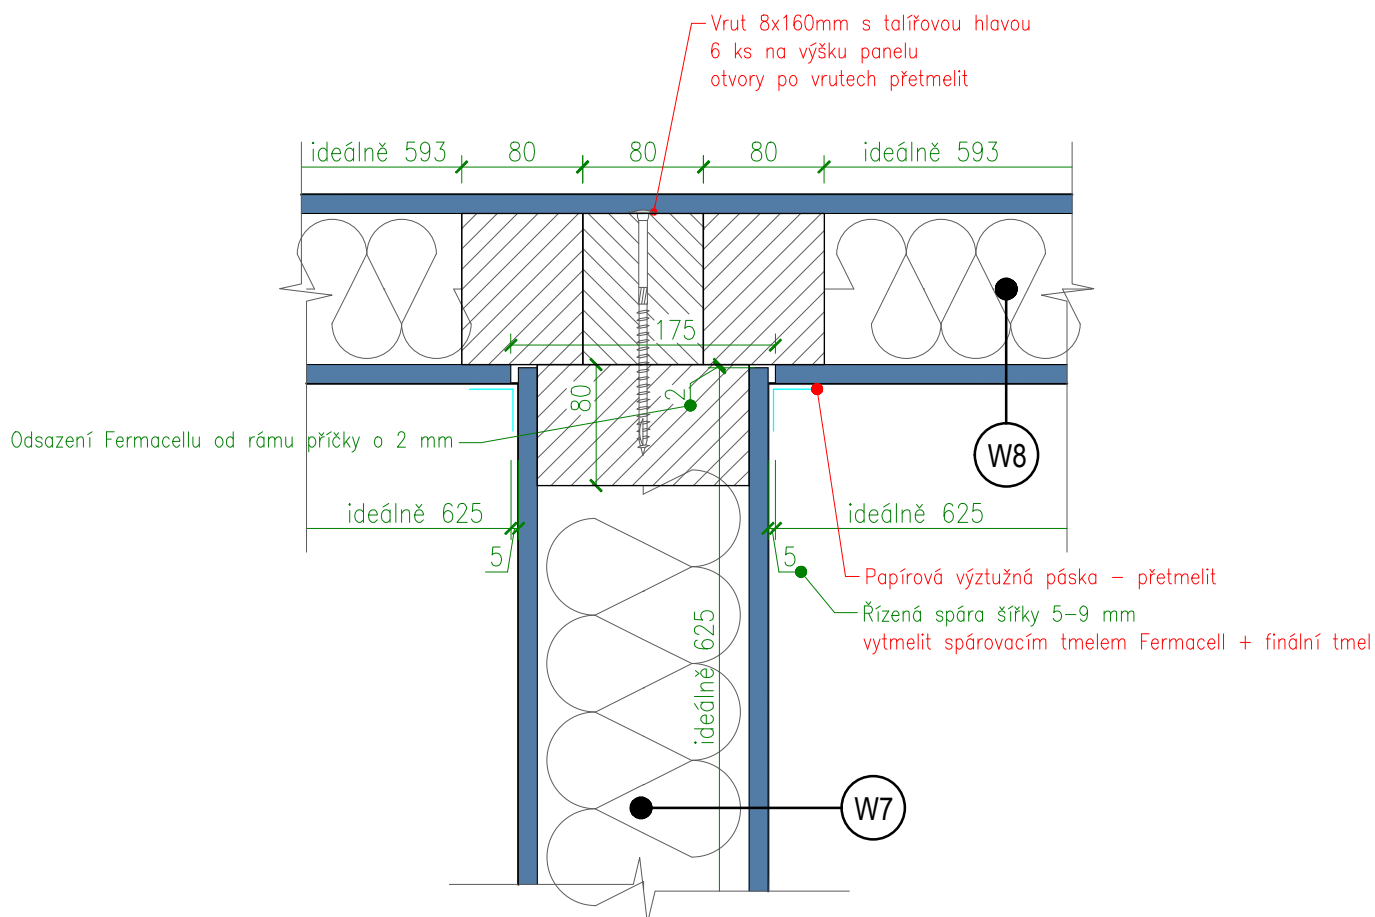 Vrut 8x160mm s talířovou hlavou
6 ks na výšku panelu
otvory po vrutech přetmelit
ideálně 593
80
80
80
ideálně 593
175
80
2
Odsazení Fermacellu od rámu příčky o 2 mm
W8
ideálně 625
ideálně 625
5
5
Papírová výztužná páska – přetmelit
Řízená spára šířky 5–9 mm
vytmelit spárovacím tmelem Fermacell + finální tmel
ideálně 625
W7